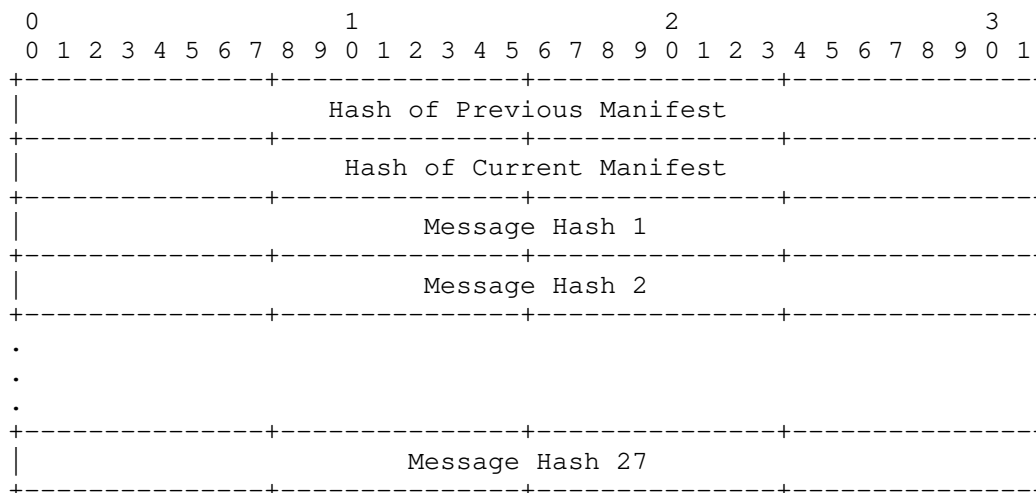 0                   1                   2                   3
0 1 2 3 4 5 6 7 8 9 0 1 2 3 4 5 6 7 8 9 0 1 2 3 4 5 6 7 8 9 0 1
+---------------+---------------+---------------+---------------
|                   Hash of Previous Manifest
+---------------+---------------+---------------+---------------
|                    Hash of Current Manifest
+---------------+---------------+---------------+---------------
|                         Message Hash 1
+---------------+---------------+---------------+---------------
|                         Message Hash 2
+---------------+---------------+---------------+---------------
.
.
.
+---------------+---------------+---------------+---------------
|                        Message Hash 27
+---------------+---------------+---------------+---------------